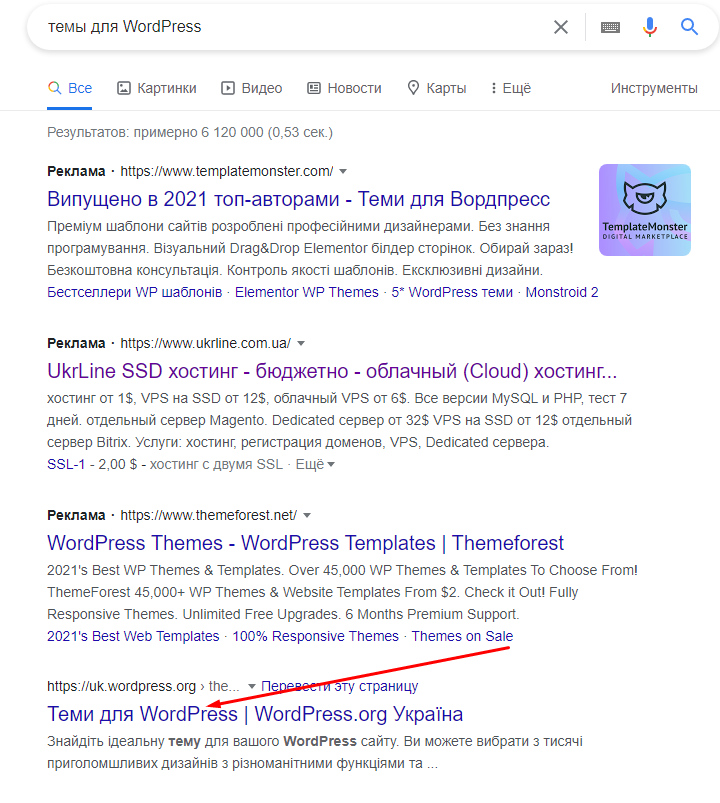 темы для WordPress
Все Картинки Видео Новости Карты Ещё Инструменты
Результатов: примерно 6 120 000 (0,53 сек.)
Реклама · https://www.templatemonster.com/
Випущено в 2021 топ-авторами - Теми для Вордпресс
Преміум шаблони сайтів розроблені професійними дизайнерами. Без знання
програмування. Візуальний Drag&Drop Elementor білдер сторінок. Обирай зараз!
Безкоштовна консультація. Контроль якості шаблонів. Ексклюзивні дизайни.
Бестселлери WP шаблонів · Elementor WP Themes · 5* WordPress теми · Monstroid 2
TemplateMonster
DIGITAL MARKETPLACE
Реклама · https://www.ukrline.com.ua/
UkrLine SSD хостинг - бюджетно - облачный (Cloud) хостинг...
хостинг от 1$, VPS на SSD от 12$, облачный VPS от 6$. Все версии MySQL и PHP, тест 7
дней. отдельный сервер Magento. Dedicated сервер от 32$ VPS на SSD от 12$ отдельный
сервер Bitrix. Услуги: хостинг, регистрация доменов, VPS, Dedicated сервера.
SSL-1 - 2,00 $ - хостинг с двумя SSL · Ещё
Реклама · https://www.themeforest.net/
WordPress Themes - WordPress Templates | Themeforest
2021's Best WP Themes & Templates. Over 45,000 WP Themes & Templates To Choose From!
ThemeForest 45,000+ WP Themes & Website Templates From $2. Check it Out! Fully
Responsive Themes. Unlimited Free Upgrades. 6 Months Premium Support.
2021's Best Web Templates · 100% Responsive Themes · Themes on Sale
https://uk.wordpress.org › the... Перевести эту страницу
Теми для WordPress | WordPress.org Україна
Знайдіть ідеальну тему для вашого WordPress сайту. Ви можете вибрати з тисячі
приголомшливих дизайнів з різноманітними функціями та ...